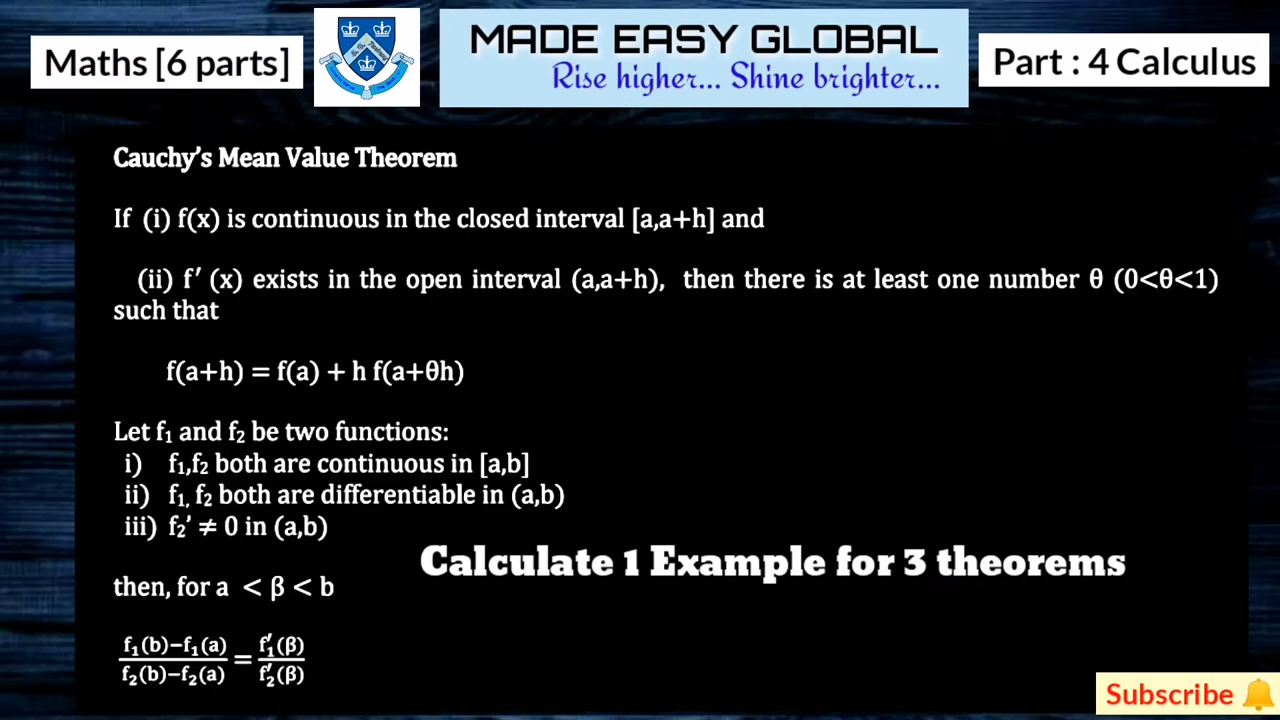 Maths [6 parts]
MADE EASY GLOBAL
Rise higher... Shine brighter...
Part : 4 Calculus
Cauchy's Mean Value Theorem
If (i) f(x) is continuous in the closed interval [a,a+h] and
(ii) f′ (x) exists in the open interval (a,a+h), then there is at least one number θ (0<θ<1)
such that
f(a+h) = f(a) + h f(a+θh)
Let f₁ and f₂ be two functions:
i) f₁,f₂ both are continuous in [a,b]
ii) f₁, f₂ both are differentiable in (a,b)
iii) f₂' ≠ 0 in (a,b)
Calculate 1 Example for 3 theorems
then, for a < β < b
f₁(b)−f₁(a) / f₂(b)−f₂(a) = f₁′(β) / f₂′(β)
Subscribe